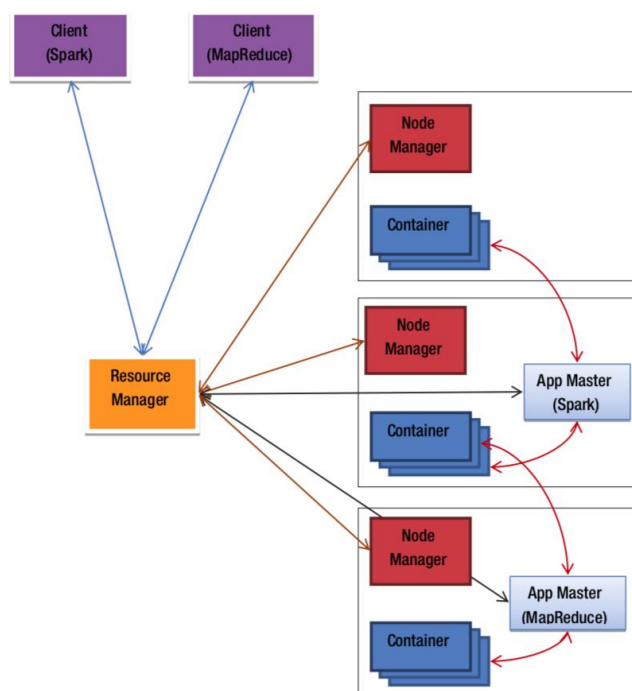 Client
(Spark)
Client
(MapReduce)
Node
Manager
Container
Node
Manager
Resource
Manager
App Master
(Spark)
Container
Node
Manager
App Master
(MapReduce)
Container